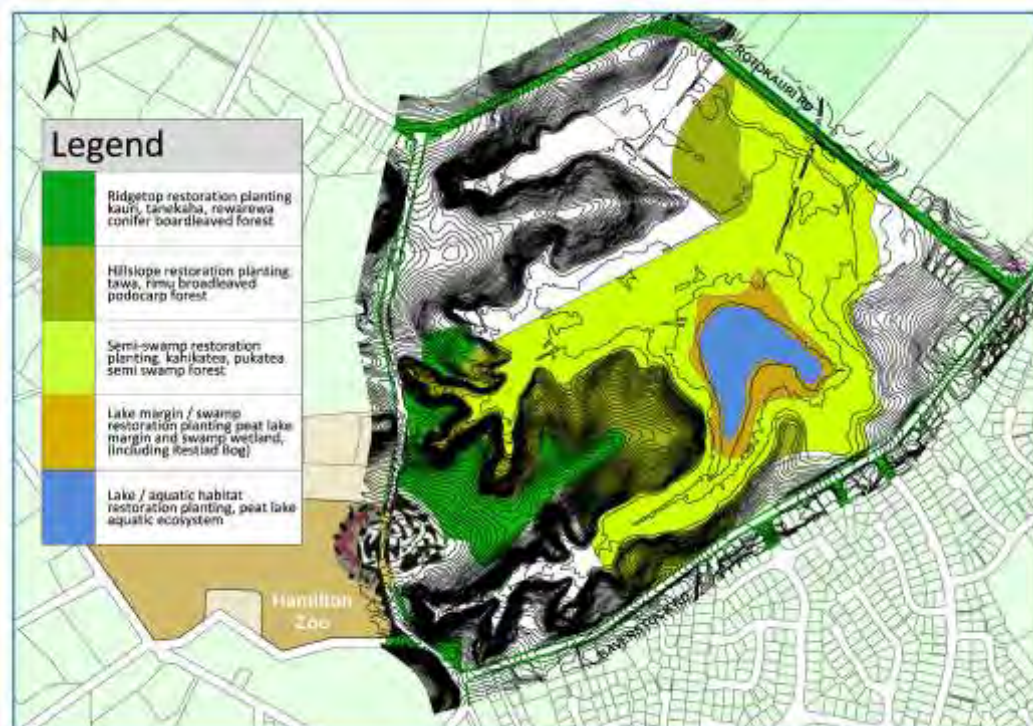 N
ROTOKAURI RD
Legend
Ridgetop restoration planting
kauri, tanekaha, rewarewa
conifer boardleaved forest
Hillslope restoration planting
tawa, rimu broadleaved
podocarp forest
Semi-swamp restoration
planting, kahikatea, pukatea
semi swamp forest
Lake margin / swamp
restoration planting peat lake
margin and swamp wetland,
(including Restiad Bog)
Lake / aquatic habitat
restoration planting, peat lake
aquatic ecosystem
Hamilton
Zoo